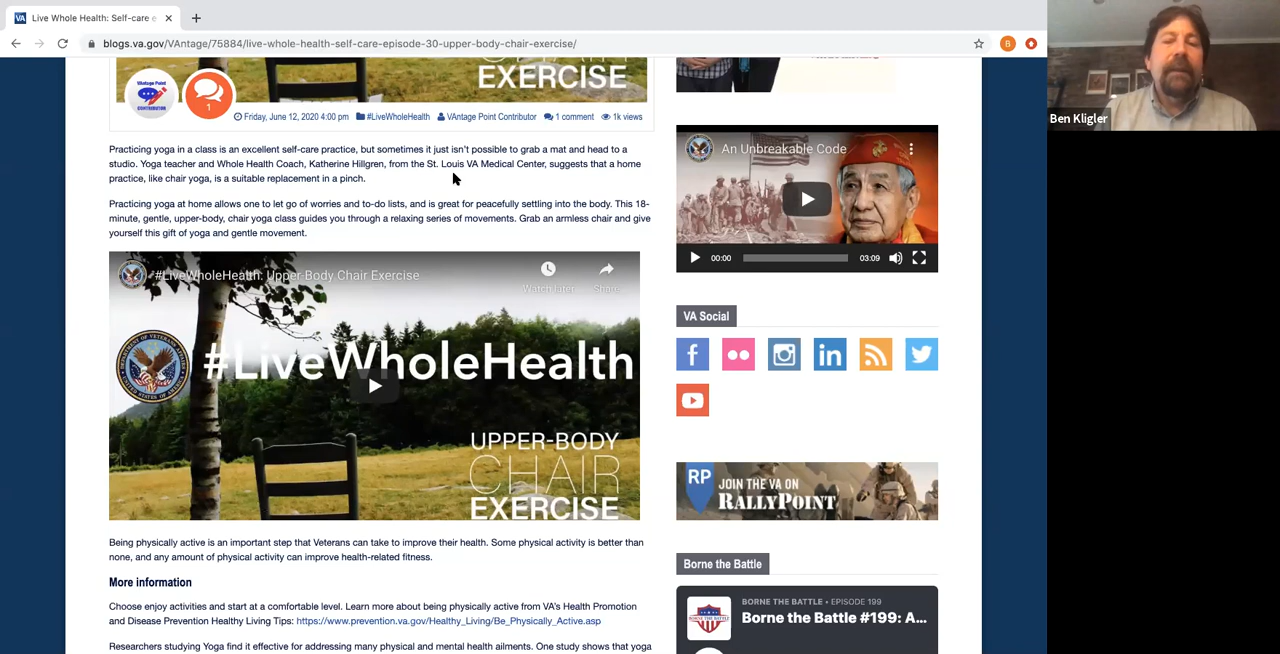 Live Whole Health: Self-care e
blogs.va.gov/VAntage/75884/live-whole-health-self-care-episode-30-upper-body-chair-exercise/
B
Ben Kligler
EXERCISE
Vantage Point
CONTRIBUTOR
1
Friday, June 12, 2020 4:00 pm
#LiveWholeHealth
VAntage Point Contributor
1 comment
1k views
Practicing yoga in a class is an excellent self-care practice, but sometimes it just isn't possible to grab a mat and head to a
studio. Yoga teacher and Whole Health Coach, Katherine Hillgren, from the St. Louis VA Medical Center, suggests that a home
practice, like chair yoga, is a suitable replacement in a pinch.
Practicing yoga at home allows one to let go of worries and to-do lists, and is great for peacefully settling into the body. This 18-
minute, gentle, upper-body, chair yoga class guides you through a relaxing series of movements. Grab an armless chair and give
yourself this gift of yoga and gentle movement.
#LiveWholeHealth: Upper-Body Chair Exercise
Watch later
Share
#LiveWholeHealth
UPPER-BODY
CHAIR
EXERCISE
Being physically active is an important step that Veterans can take to improve their health. Some physical activity is better than
none, and any amount of physical activity can improve health-related fitness.
More information
Choose enjoy activities and start at a comfortable level. Learn more about being physically active from VA's Health Promotion
and Disease Prevention Healthy Living Tips: https://www.prevention.va.gov/Healthy_Living/Be_Physically_Active.asp
Researchers studying Yoga find it effective for addressing many physical and mental health ailments. One study shows that yoga
An Unbreakable Code
00:00
03:09
VA Social
RP
JOIN THE VA ON
RALLYPOINT
Borne the Battle
BORNE THE BATTLE • EPISODE 199
Borne the Battle #199: A...